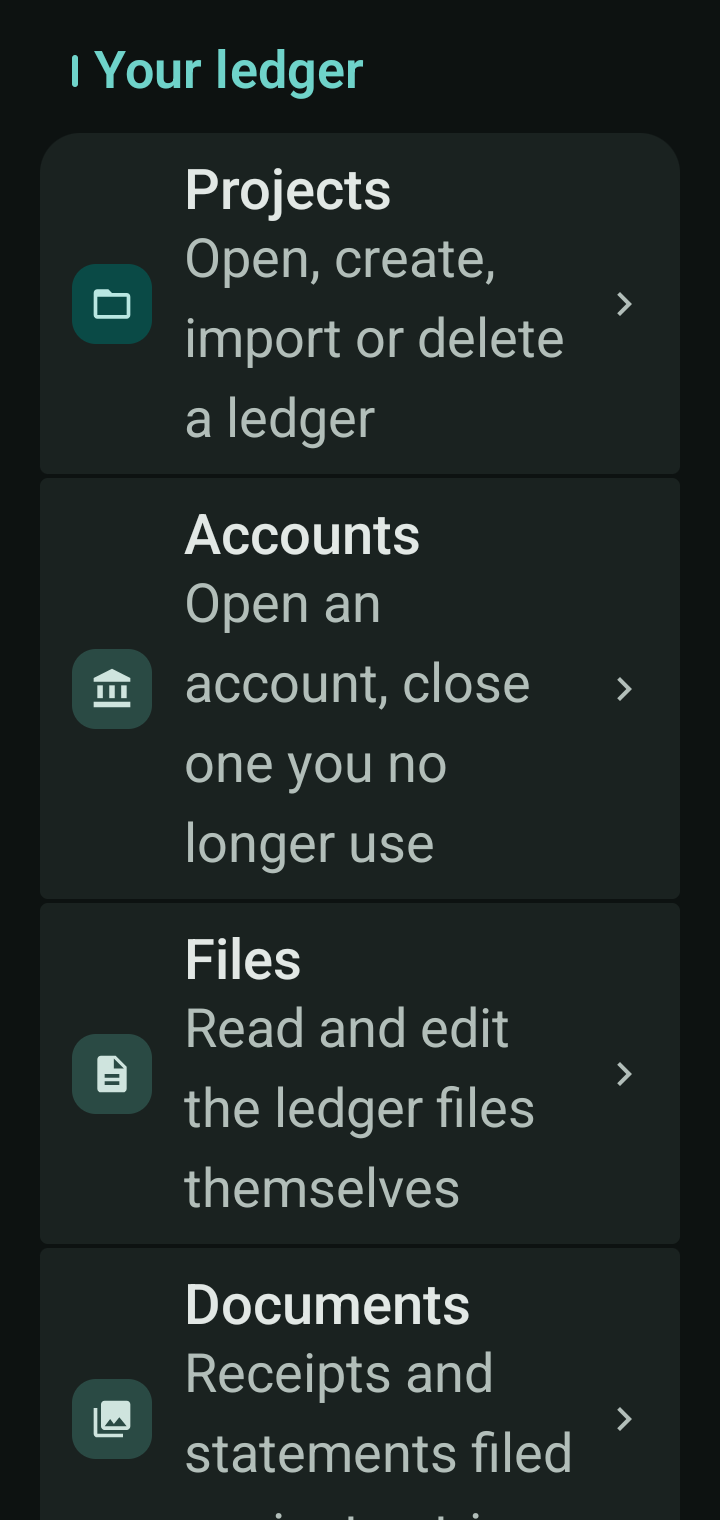 Your ledger
Projects
Open, create,
import or delete
a ledger
Accounts
Open an
account, close
one you no
longer use
Files
Read and edit
the ledger files
themselves
Documents
Receipts and
statements filed